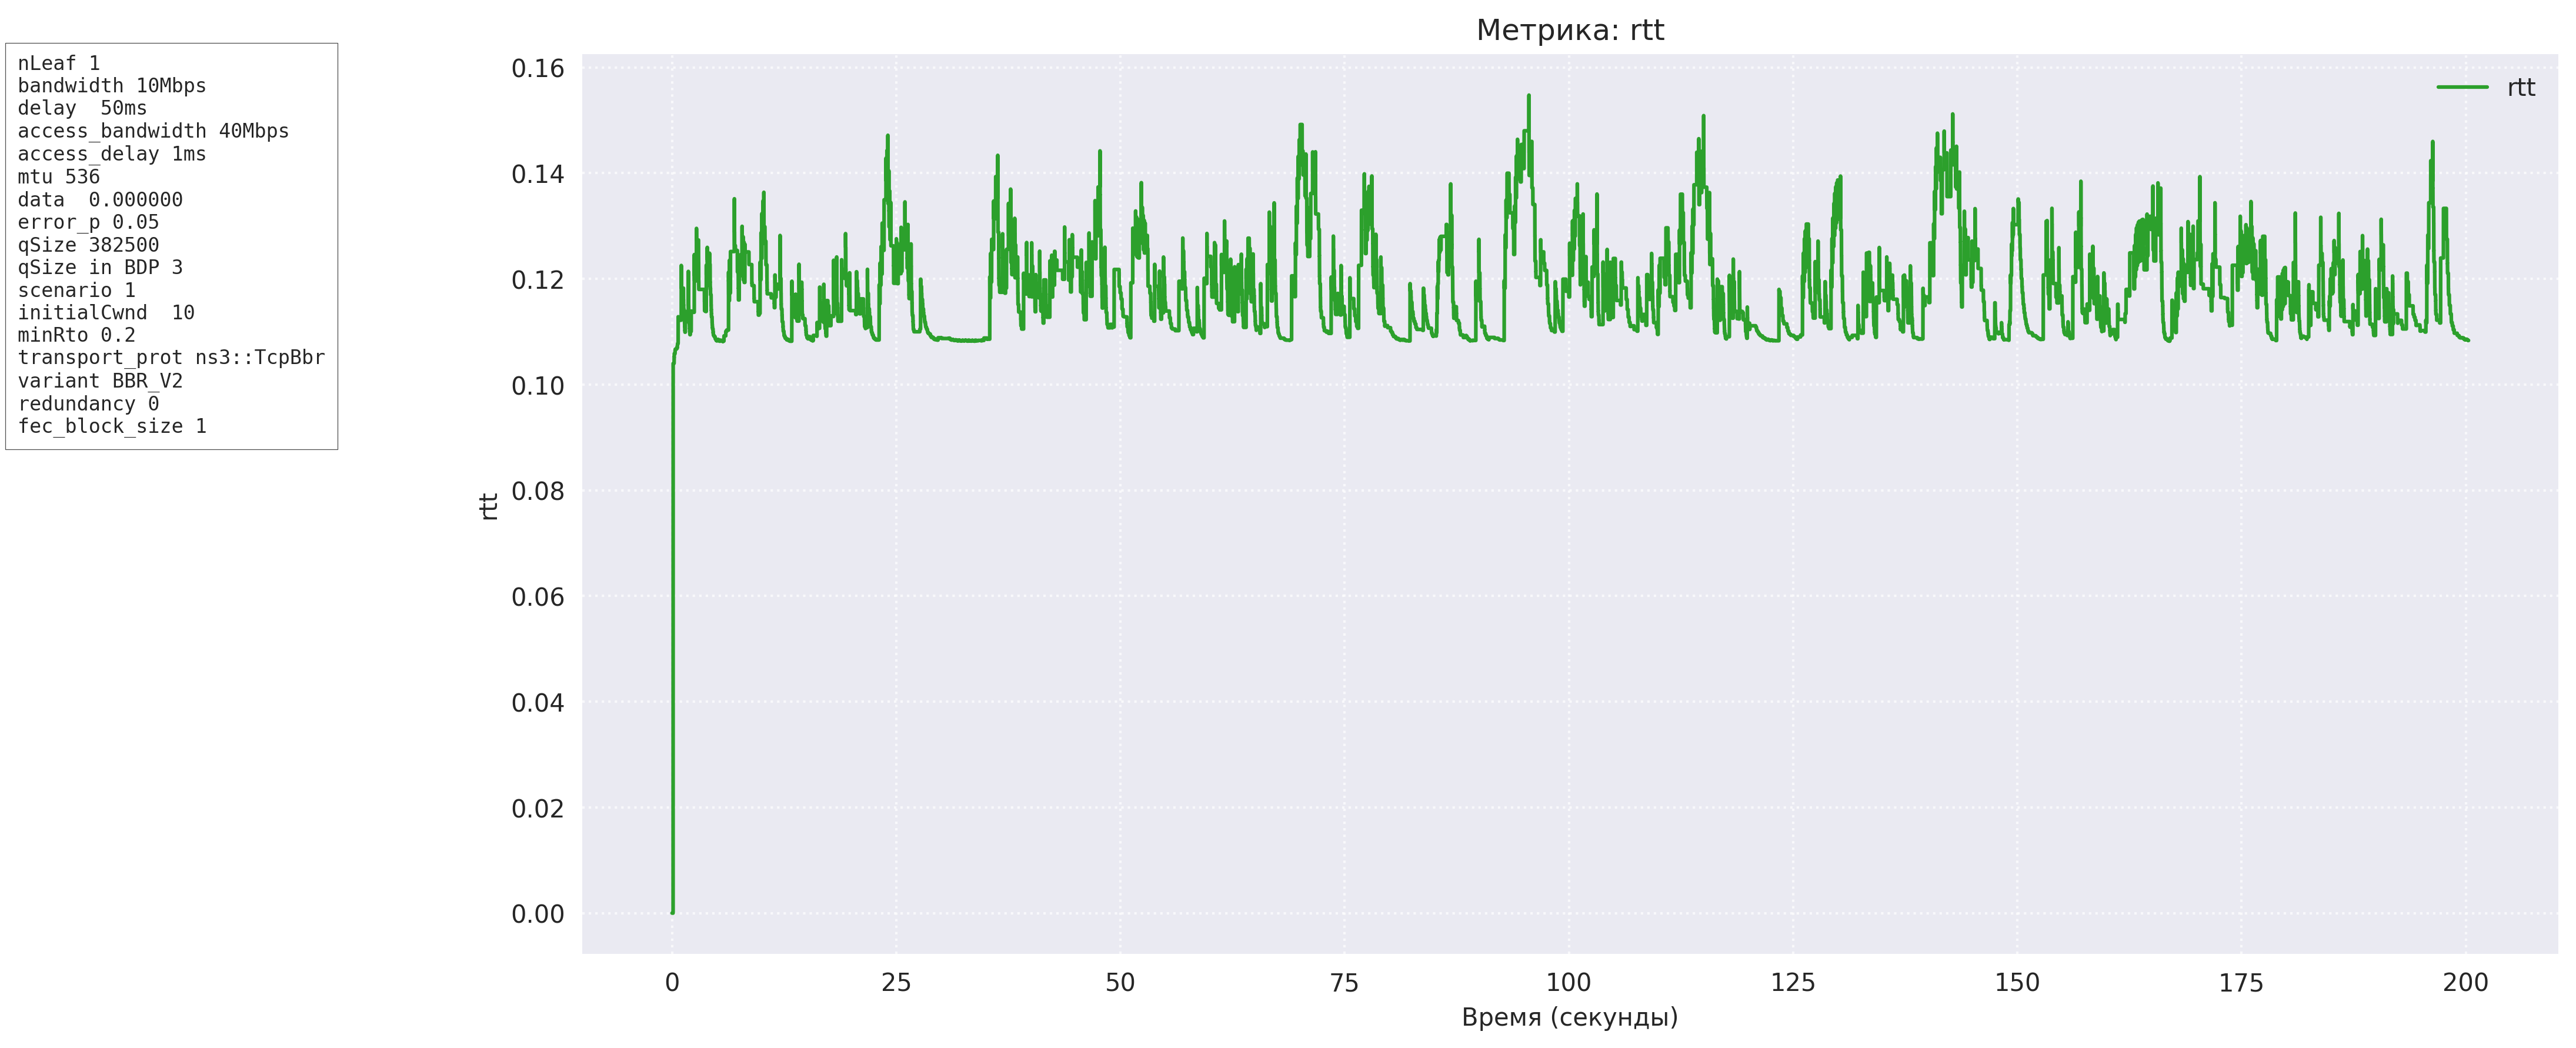 nLeaf 1
bandwidth 10Mbps
delay  50ms
access_bandwidth 40Mbps
access_delay 1ms
mtu 536
data  0.000000
error_p 0.05
qSize 382500
qSize in BDP 3
scenario 1
initialCwnd  10
minRto 0.2
transport_prot ns3::TcpBbr
variant BBR_V2
redundancy 0
fec_block_size 1
Метрика: rtt
rtt
rtt
0.16
0.14
0.12
0.10
0.08
0.06
0.04
0.02
0.00
0 25 50 75 100 125 150 175 200
Время (секунды)